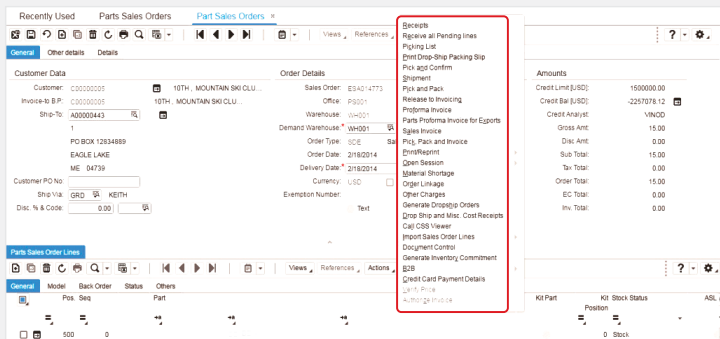 Recently Used Parts Sales Orders Part Sales Orders ×
Views References
General Other details Details
Customer Data
Customer: C00000005 10TH , MOUNTAIN SKI CLU...
Invoice-to B.P.: C00000005 10TH , MOUNTAIN SKI CLU...
Ship-To: A00000443
1
PO BOX 12834889
EAGLE LAKE
ME 04739
Customer PO No:
Ship Via: GRD KEITH
Disc. % & Code: 0.00
Order Details
Sales Order: ESA014773
Office: PS001
Warehouse: WH001
Demand Warehouse:* WH001
Order Type: SDE Sa
Order Date: 2/18/2014
Delivery Date:* 2/18/2014
Currency: USD
Exemption Number:
Text
Receipts
Receive all Pending lines
Picking List
Print Drop-Ship Packing Slip
Pick and Confirm
Shipment
Pick and Pack
Release to Invoicing
Proforma Invoice
Parts Proforma Invoice for Exports
Sales Invoice
Pick, Pack and Invoice
Print/Reprint
Open Session
Material Shortage
Order Linkage
Other Charges
Generate Dropship Orders
Drop Ship and Misc. Cost Receipts
Call CSS Viewer
Import Sales Order Lines
Document Control
Generate Inventory Commitment
B2B
Credit Card Payment Details
Verify Price
Authorize Invoice
Amounts
Credit Limit [USD]: 1500000.00
Credit Bal [USD]: -2257078.12
Credit Analyst: VINOD
Gross Amt: 15.00
Disc Amt: 0.00
Sub Total: 15.00
Tax Total: 0.00
Order Total: 15.00
EC Total: 0.00
Inv. Total: 0.00
Parts Sales Order Lines
Views References Actions
General Model Back Order Status Others
Pos. Seq Part Kit Part Kit Position Stock Status ASL
500 0 0 Stock